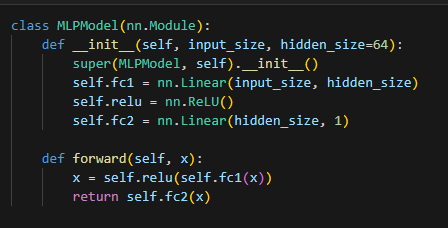 class MLPModel(nn.Module):
    def __init__(self, input_size, hidden_size=64):
        super(MLPModel, self).__init__()
        self.fc1 = nn.Linear(input_size, hidden_size)
        self.relu = nn.ReLU()
        self.fc2 = nn.Linear(hidden_size, 1)

    def forward(self, x):
        x = self.relu(self.fc1(x))
        return self.fc2(x)